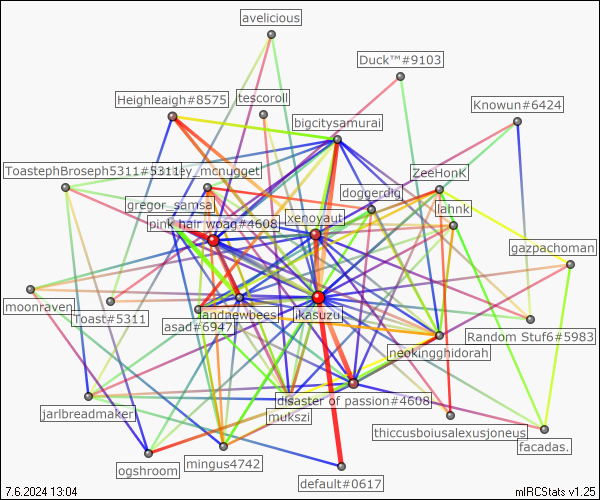 avelicious
Duck™#9103
Heighleaigh#8575
tescoroll
Knowun#6424
bigcitysamurai
ToastephBroseph5311#5311
ey_mcnugget
ZeeHonK
doggerdig
gregor_samsa
lahnk
pink hair woag#4608
xenoyaut
gazpachoman
moonraven
Toast#5311
landnewbees
ikasuzu
asad#6947
Random Stuf6#5983
neokingghidorah
disaster of passion#4608
jarlbreadmaker
mukszi
thiccusboiusalexusjoneus
facadas.
ogshroom
mingus4742
default#0617
7.6.2024 13:04
mIRCStats v1.25